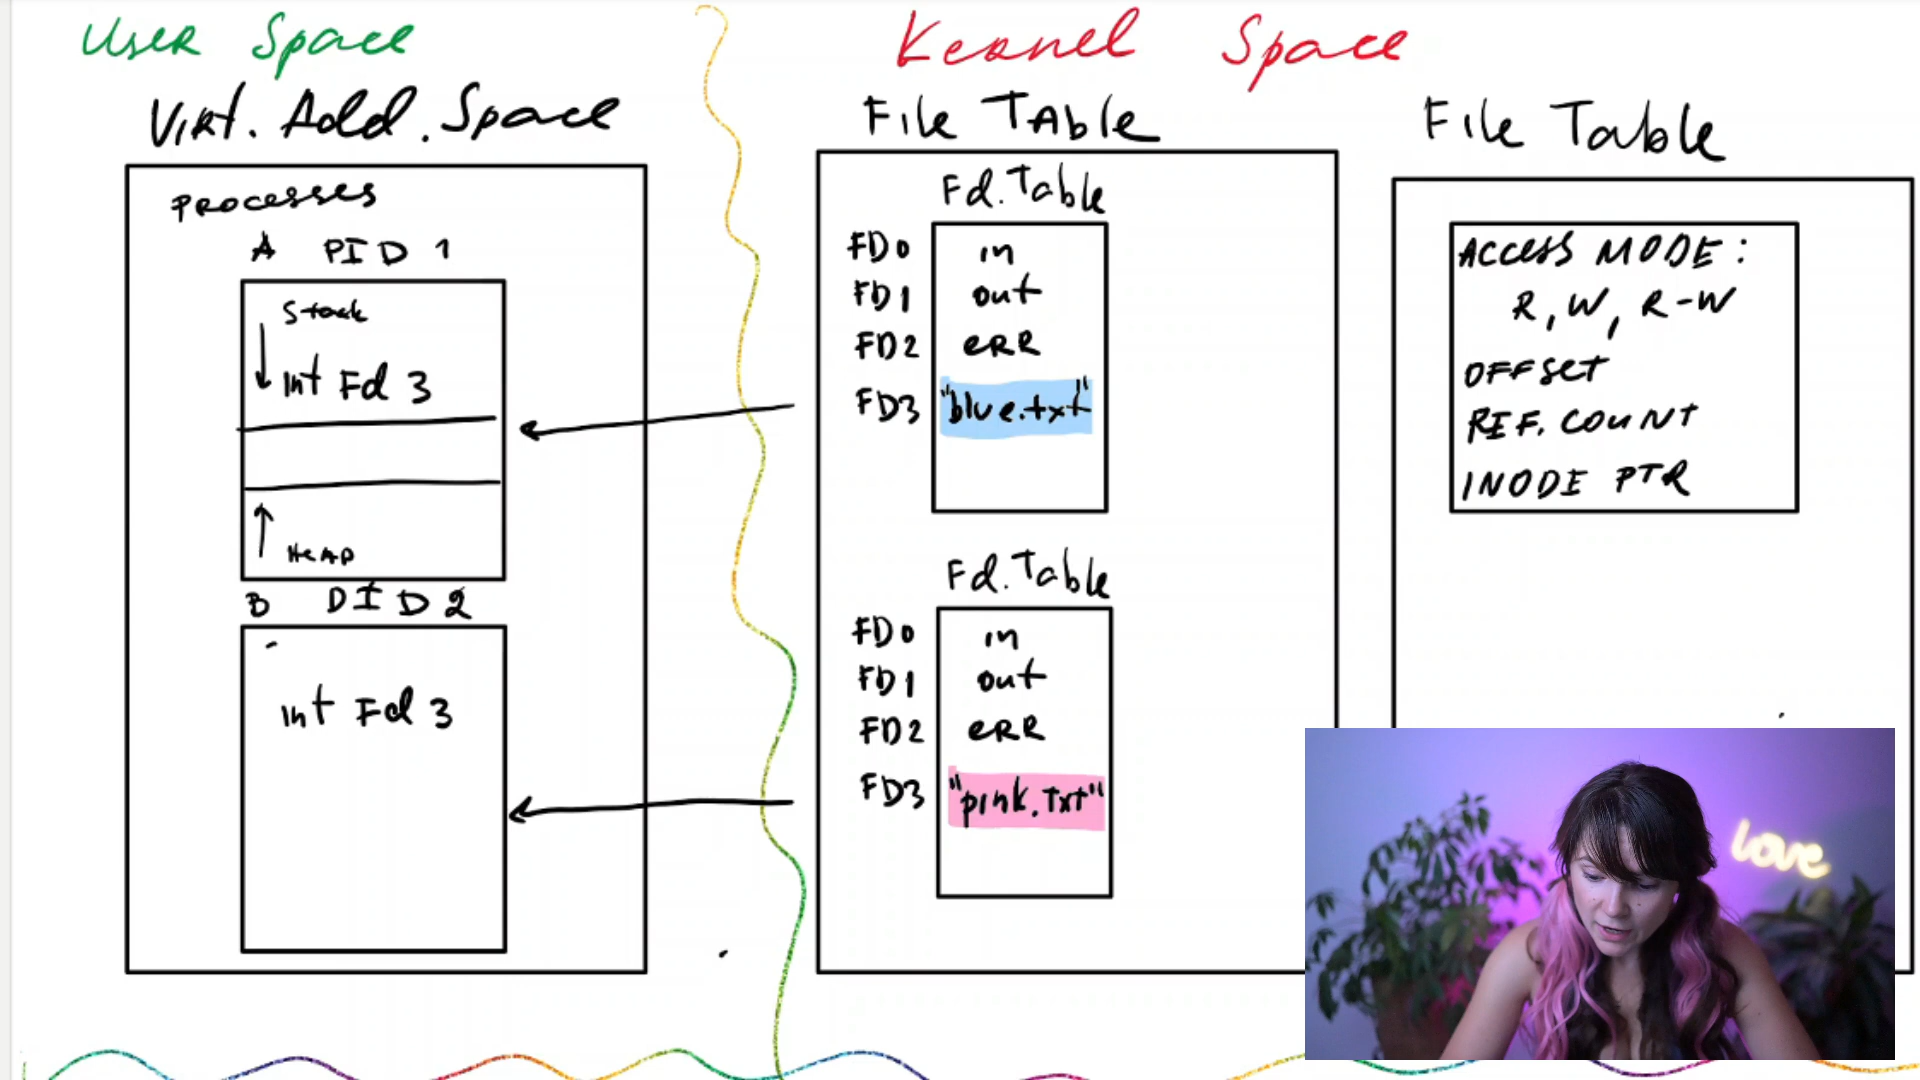 User Space
Virt. Add. Space
Processes
A PID 1
Stack
int Fd 3
HEAP
B DID 2
int Fd 3
Kernel Space
File TAble
Fd. Table
FD0 in
FD1 out
FD2 eRR
FD3 "blue.txt"
Fd. Table
FD0 in
FD1 out
FD2 eRR
FD3 "pink.txt"
File Table
ACCESS MODE:
R, W, R-W
OFFSET
REF. COUNT
INODE PTR
love